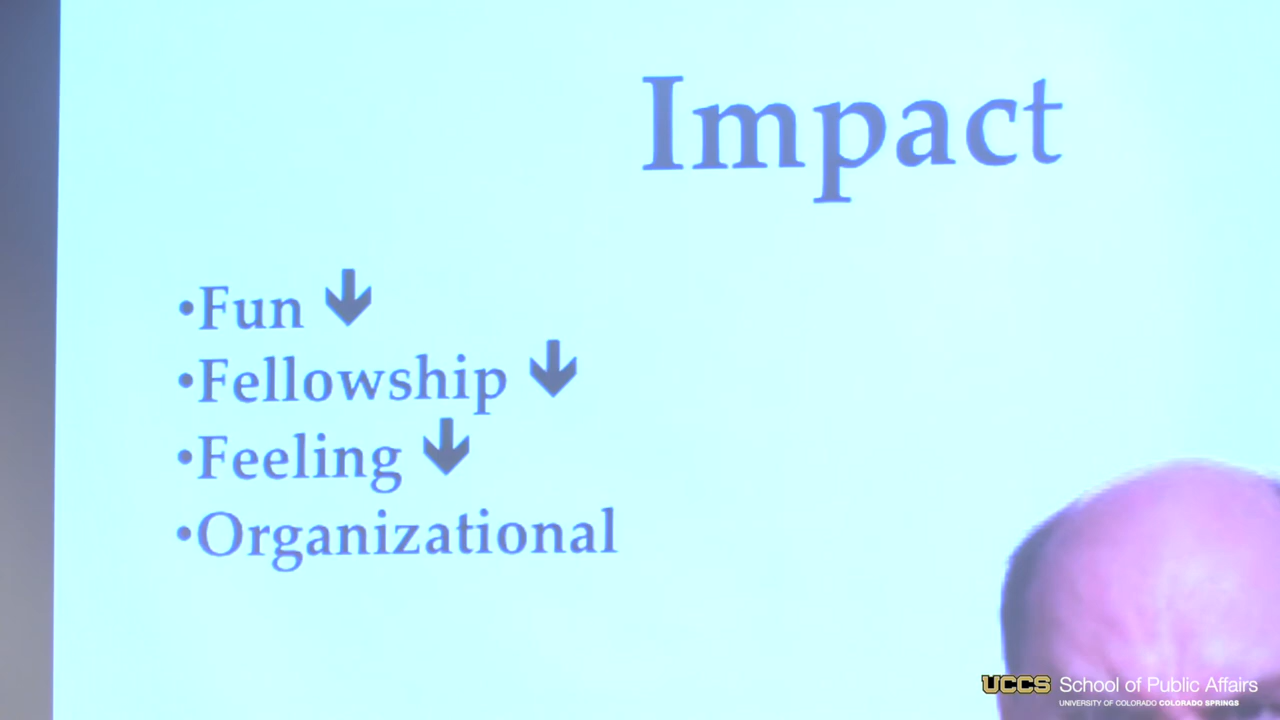 Impact
•Fun ↓
•Fellowship ↓
•Feeling ↓
•Organizational
UCCS School of Public Affairs
UNIVERSITY OF COLORADO COLORADO SPRINGS